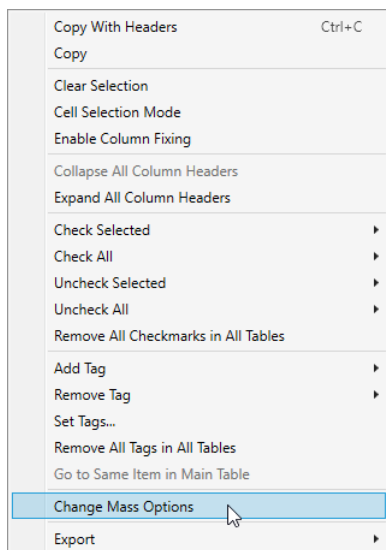 Copy With Headers Ctrl+C
Copy
Clear Selection
Cell Selection Mode
Enable Column Fixing
Collapse All Column Headers
Expand All Column Headers
Check Selected
Check All
Uncheck Selected
Uncheck All
Remove All Checkmarks in All Tables
Add Tag
Remove Tag
Set Tags...
Remove All Tags in All Tables
Go to Same Item in Main Table
Change Mass Options
Export